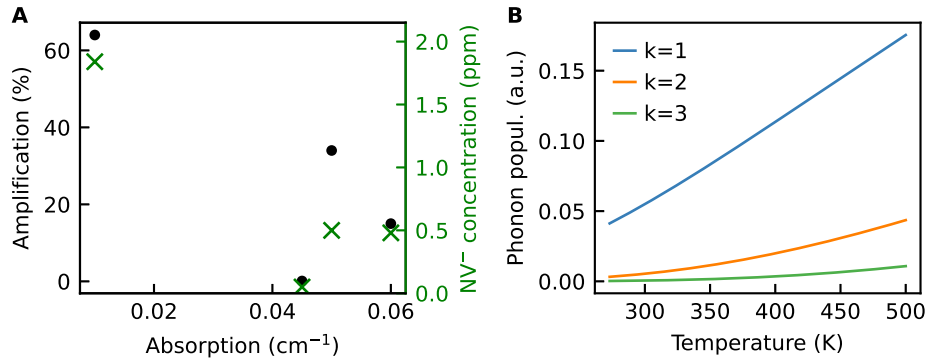 A
Amplification (%)
60
40
20
0
2.0
1.5
1.0
0.5
0.0
NV⁻ concentration (ppm)
0.02
0.04
0.06
Absorption (cm⁻¹)
B
Phonon popul. (a.u.)
0.15
0.10
0.05
0.00
k=1
k=2
k=3
300
350
400
450
500
Temperature (K)